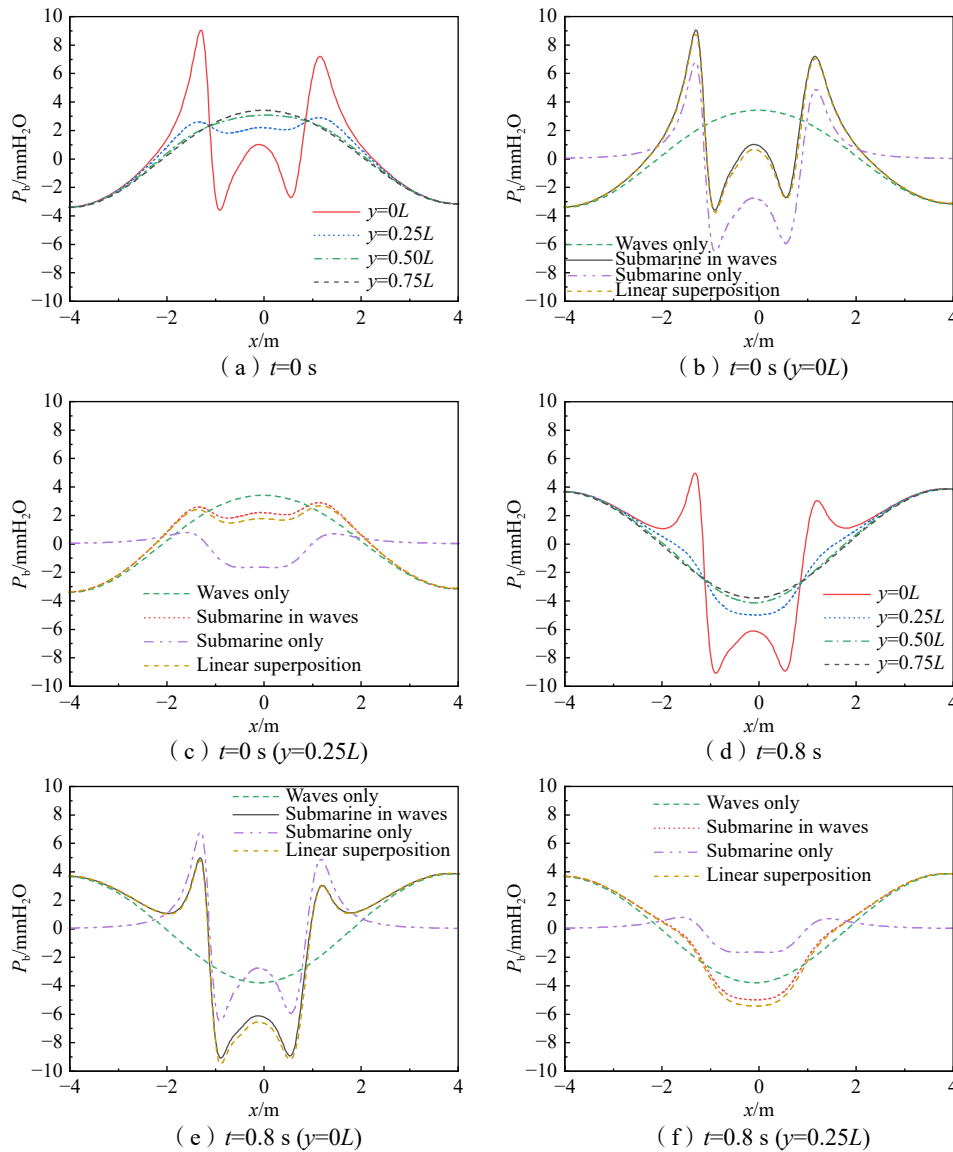 10
8
6
4
2
0
−2
−4
−6
−8
−10
P_b/mmH₂O
y=0L
y=0.25L
y=0.50L
y=0.75L
−4 −2 0 2 4
x/m
（a）t=0 s
10
8
6
4
2
0
−2
−4
−6
−8
−10
P_b/mmH₂O
Waves only
Submarine in waves
Submarine only
Linear superposition
−4 −2 0 2 4
x/m
（b）t=0 s (y=0L)
10
8
6
4
2
0
−2
−4
−6
−8
−10
P_b/mmH₂O
Waves only
Submarine in waves
Submarine only
Linear superposition
−4 −2 0 2 4
x/m
（c）t=0 s (y=0.25L)
10
8
6
4
2
0
−2
−4
−6
−8
−10
P_b/mmH₂O
y=0L
y=0.25L
y=0.50L
y=0.75L
−4 −2 0 2 4
x/m
（d）t=0.8 s
10
8
6
4
2
0
−2
−4
−6
−8
−10
P_b/mmH₂O
Waves only
Submarine in waves
Submarine only
Linear superposition
−4 −2 0 2 4
x/m
（e）t=0.8 s (y=0L)
10
8
6
4
2
0
−2
−4
−6
−8
−10
P_b/mmH₂O
Waves only
Submarine in waves
Submarine only
Linear superposition
−4 −2 0 2 4
x/m
（f）t=0.8 s (y=0.25L)